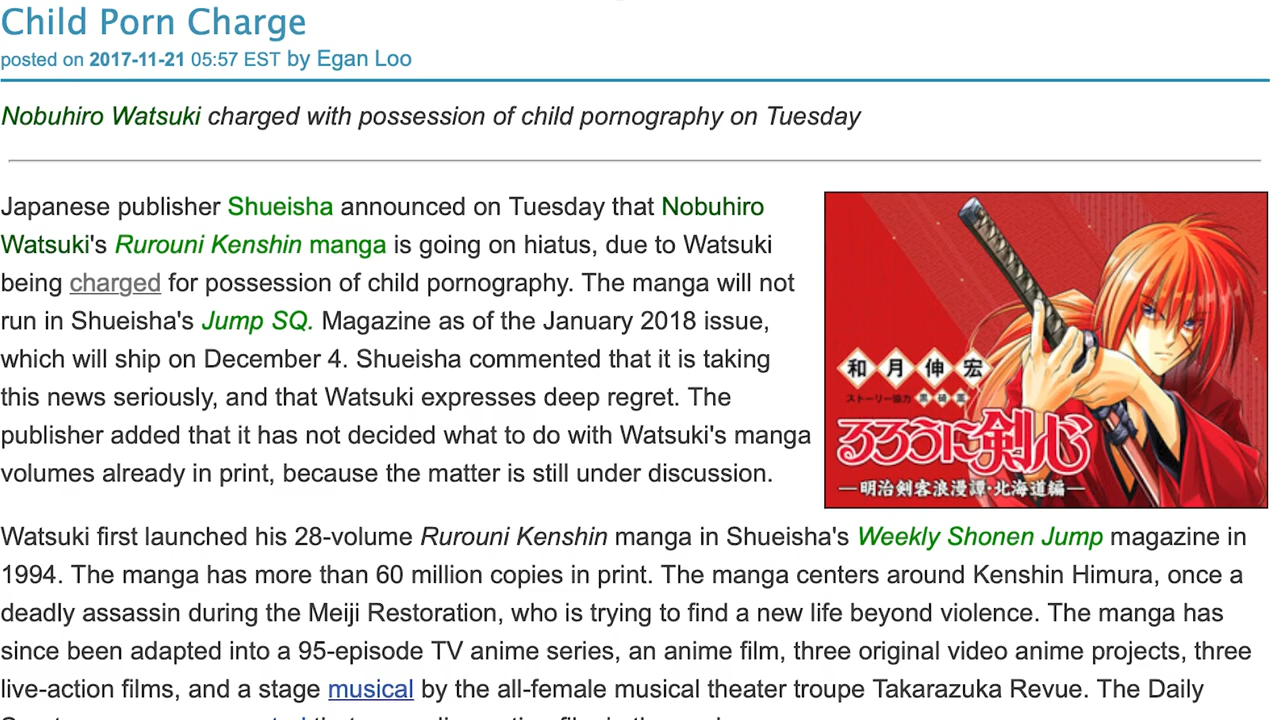 Child Porn Charge
posted on 2017-11-21 05:57 EST by Egan Loo
Nobuhiro Watsuki charged with possession of child pornography on Tuesday
Japanese publisher Shueisha announced on Tuesday that Nobuhiro
Watsuki's Rurouni Kenshin manga is going on hiatus, due to Watsuki
being charged for possession of child pornography. The manga will not
run in Shueisha's Jump SQ. Magazine as of the January 2018 issue,
which will ship on December 4. Shueisha commented that it is taking
this news seriously, and that Watsuki expresses deep regret. The
publisher added that it has not decided what to do with Watsuki's manga
volumes already in print, because the matter is still under discussion.
和月伸宏
ストーリー協力 黒碕薫
るろうに剣心
—明治剣客浪漫譚・北海道編—
Watsuki first launched his 28-volume Rurouni Kenshin manga in Shueisha's Weekly Shonen Jump magazine in
1994. The manga has more than 60 million copies in print. The manga centers around Kenshin Himura, once a
deadly assassin during the Meiji Restoration, who is trying to find a new life beyond violence. The manga has
since been adapted into a 95-episode TV anime series, an anime film, three original video anime projects, three
live-action films, and a stage musical by the all-female musical theater troupe Takarazuka Revue. The Daily